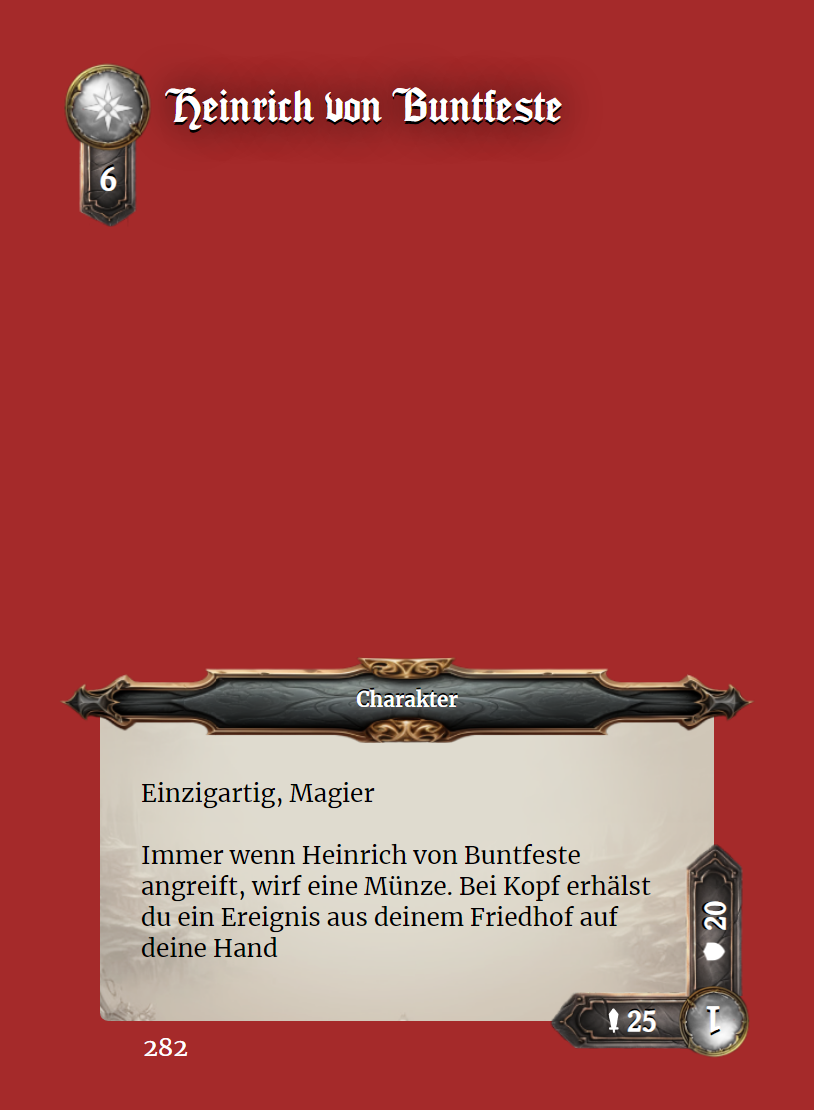 Heinrich von Buntfeste
6
Charakter
Einzigartig, Magier
Immer wenn Heinrich von Buntfeste
angreift, wirf eine Münze. Bei Kopf erhälst
du ein Ereignis aus deinem Friedhof auf
deine Hand
20
25
1
282